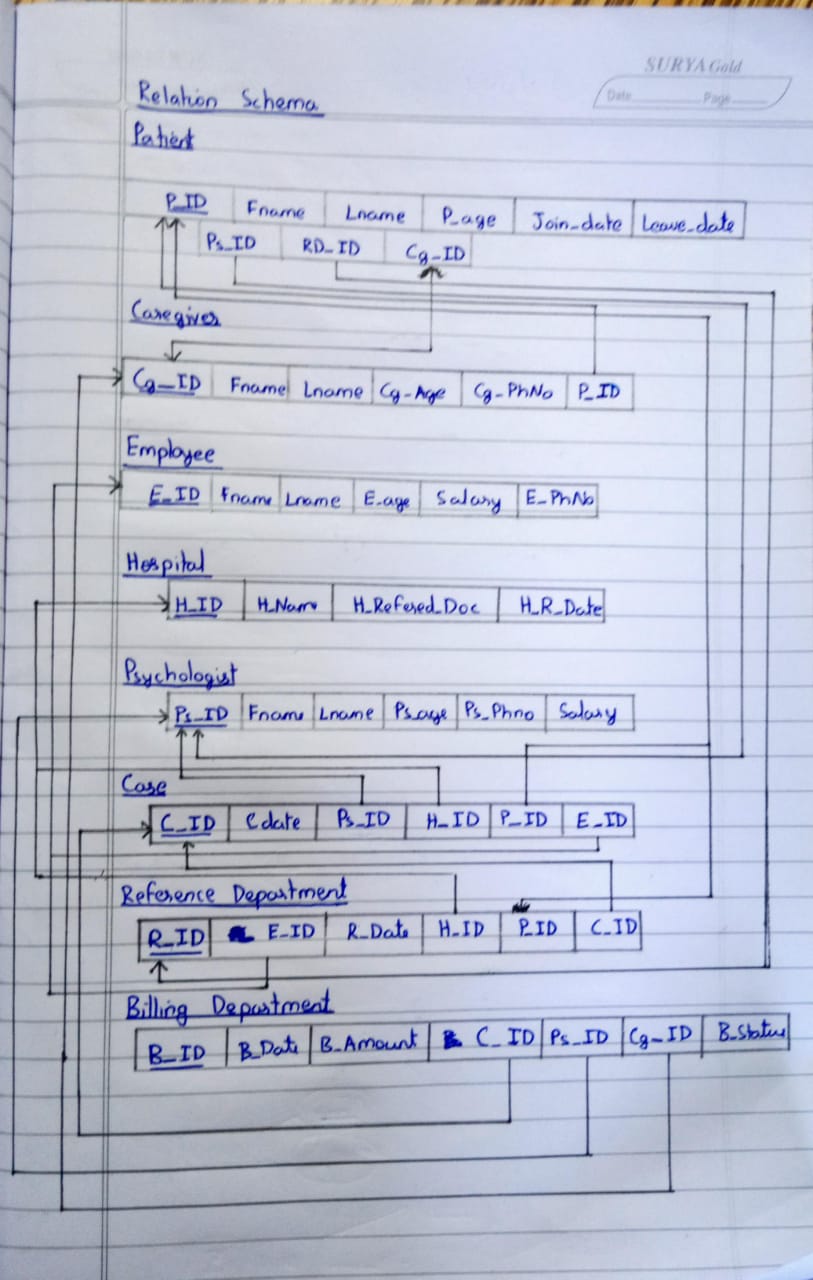 SURYA Gold
Date Page
Relation Schema
Patient
P_ID Fname Lname P_age Join_date Leave_date
Ps_ID RD_ID Cg_ID
Caregiver
Cg_ID Fname Lname Cg-Age Cg-PhNo P_ID
Employee
E_ID Fname Lname E-age Salary E_PhNo
Hospital
H_ID H_Name H_Refered_Doc H_R_Date
Psychologist
Ps_ID Fname Lname Ps_age Ps_Phno Salary
Case
C_ID Cdate Ps_ID H_ID P_ID E_ID
Reference Department
R_ID E_ID R_Date H_ID P_ID C_ID
Billing Department
B_ID B_Date B_Amount C_ID Ps_ID Cg_ID B_Status